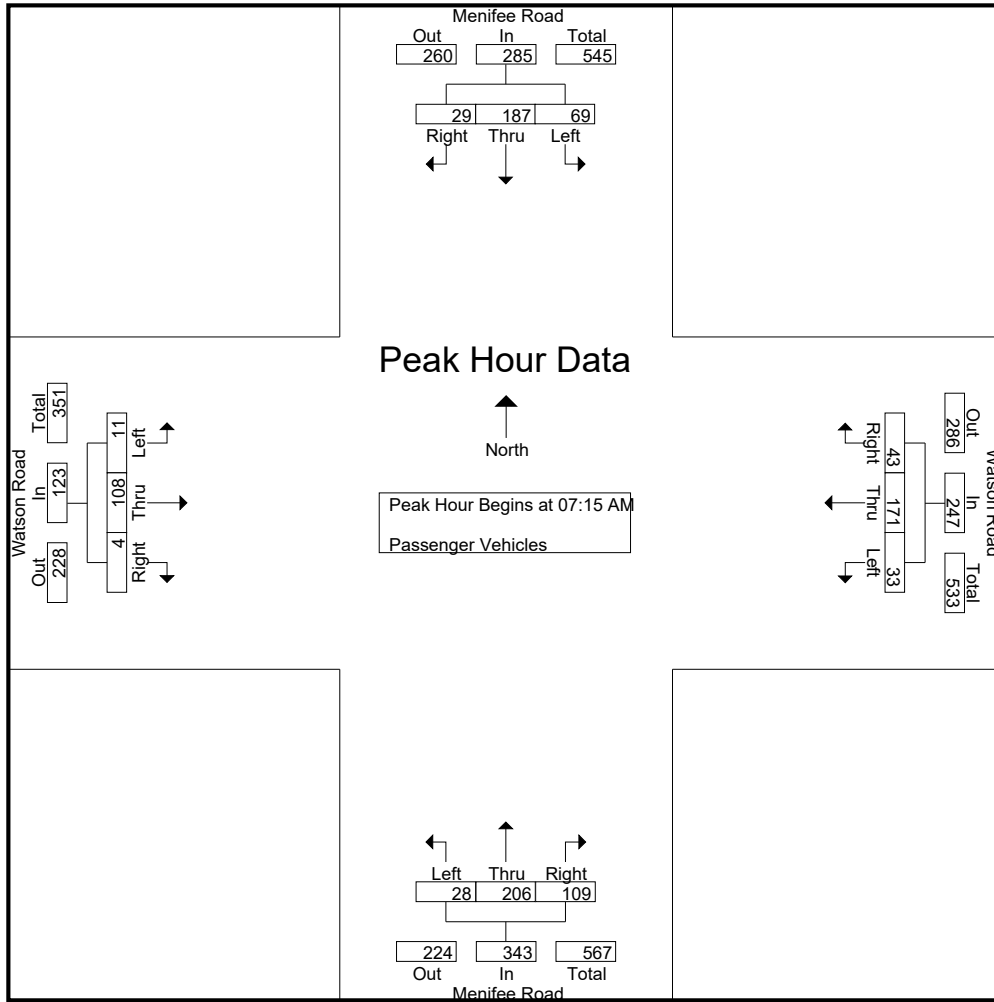 Menifee Road
Out In Total
260 285 545
29 187 69
Right Thru Left
Peak Hour Data
North
Peak Hour Begins at 07:15 AM
Passenger Vehicles
Watson Road
Out In Total
228 123 351
4 108 11
Right Thru Left
Watson Road
Out In Total
286 247 533
43 171 33
Right Thru Left
Left Thru Right
28 206 109
224 343 567
Out In Total
Menifee Road